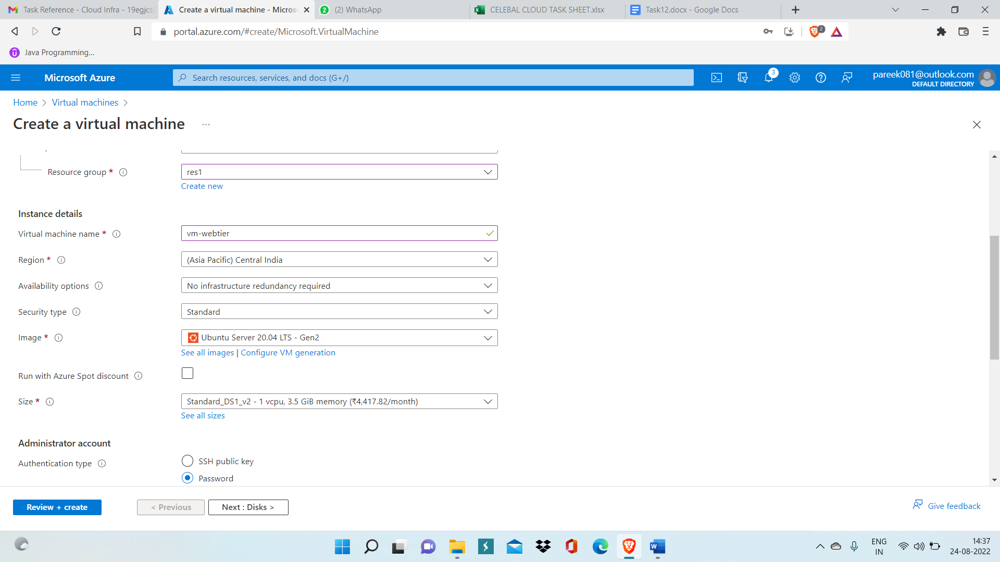 Task Reference - Cloud Infra - 19egjcs
Create a virtual machine - Micros
(2) WhatsApp
CELEBAL CLOUD TASK SHEET.xlsx
Task12.docx - Google Docs
portal.azure.com/#create/Microsoft.VirtualMachine
2
Java Programming...
Microsoft Azure
Search resources, services, and docs (G+/)
3
pareek081@outlook.com
DEFAULT DIRECTORY
Home > Virtual machines >
Create a virtual machine ...
Resource group *
res1
Create new
Instance details
Virtual machine name *
vm-webtier
Region *
(Asia Pacific) Central India
Availability options
No infrastructure redundancy required
Security type
Standard
Image *
Ubuntu Server 20.04 LTS - Gen2
See all images | Configure VM generation
Run with Azure Spot discount
Size *
Standard_DS1_v2 - 1 vcpu, 3.5 GiB memory (₹4,417.82/month)
See all sizes
Administrator account
Authentication type
SSH public key
Password
Review + create
< Previous
Next : Disks >
Give feedback
ENG
IN
14:37
24-08-2022